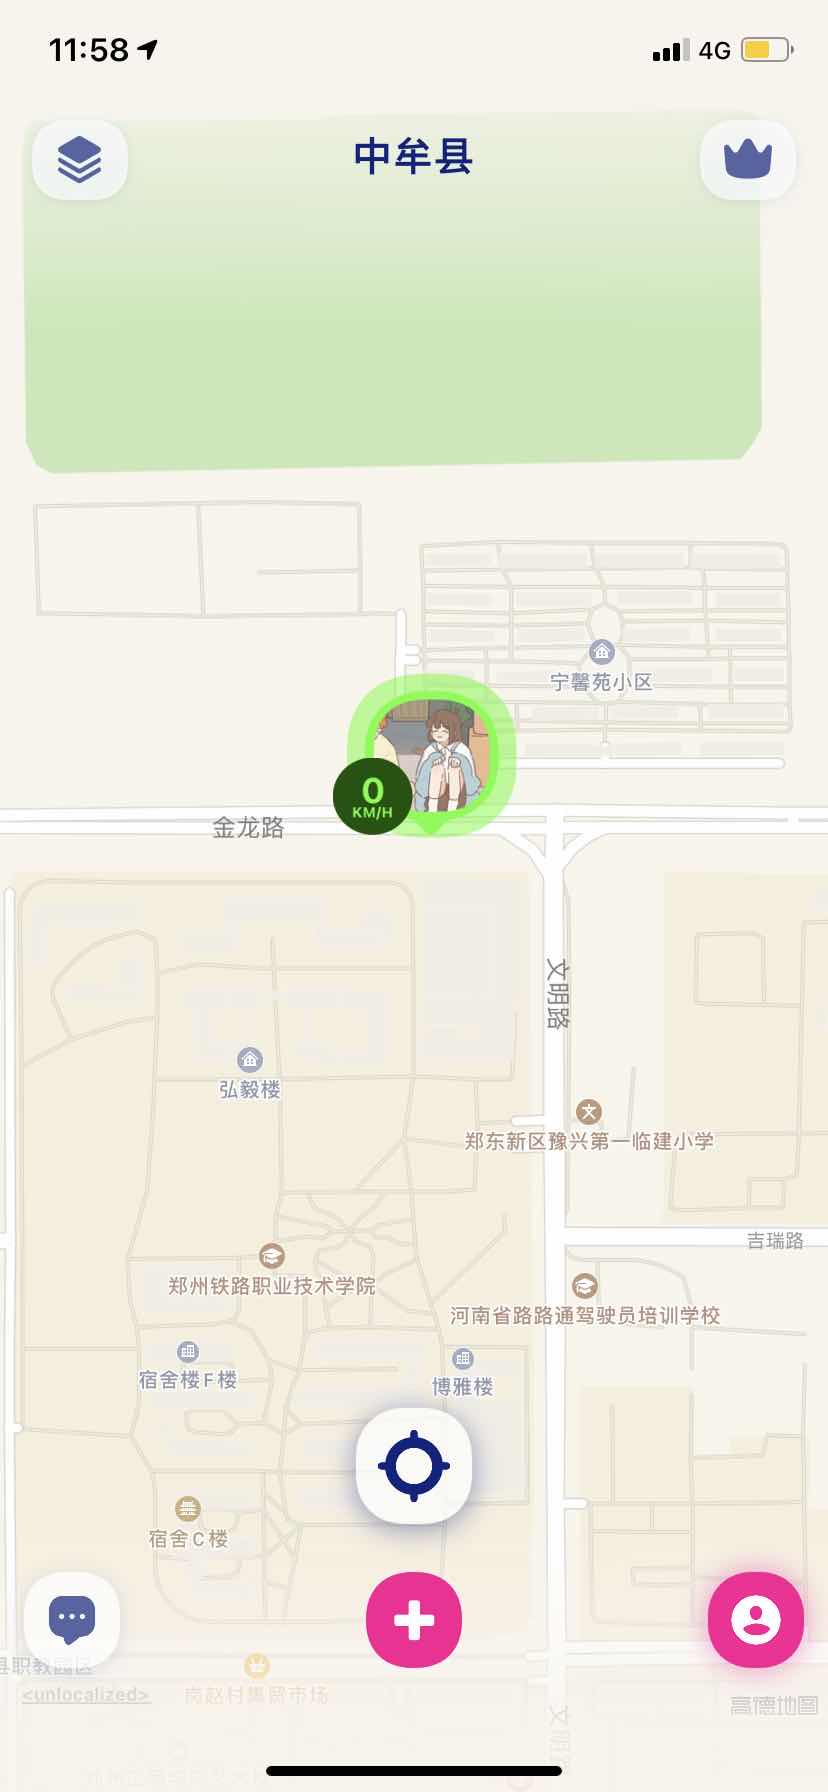 11:58
4G
中牟县
宁馨苑小区
0
KM/H
金龙路
文明路
弘毅楼
郑东新区豫兴第一临建小学
吉瑞路
郑州铁路职业技术学院
河南省路路通驾驶员培训学校
宿舍楼F楼
博雅楼
宿舍C楼
县职教园区
<unlocalized>
岗赵村集贸市场
高德地图
文明路